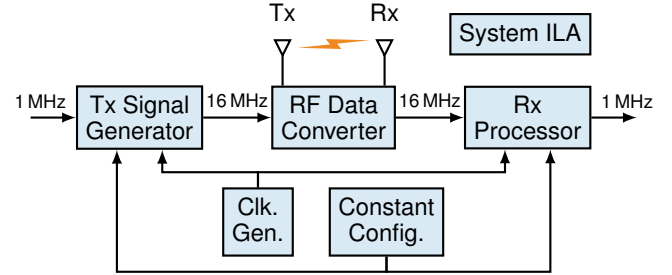 Tx
Rx
System ILA
1 MHz
Tx Signal
Generator
16 MHz
RF Data
Converter
16 MHz
Rx
Processor
1 MHz
Clk.
Gen.
Constant
Config.